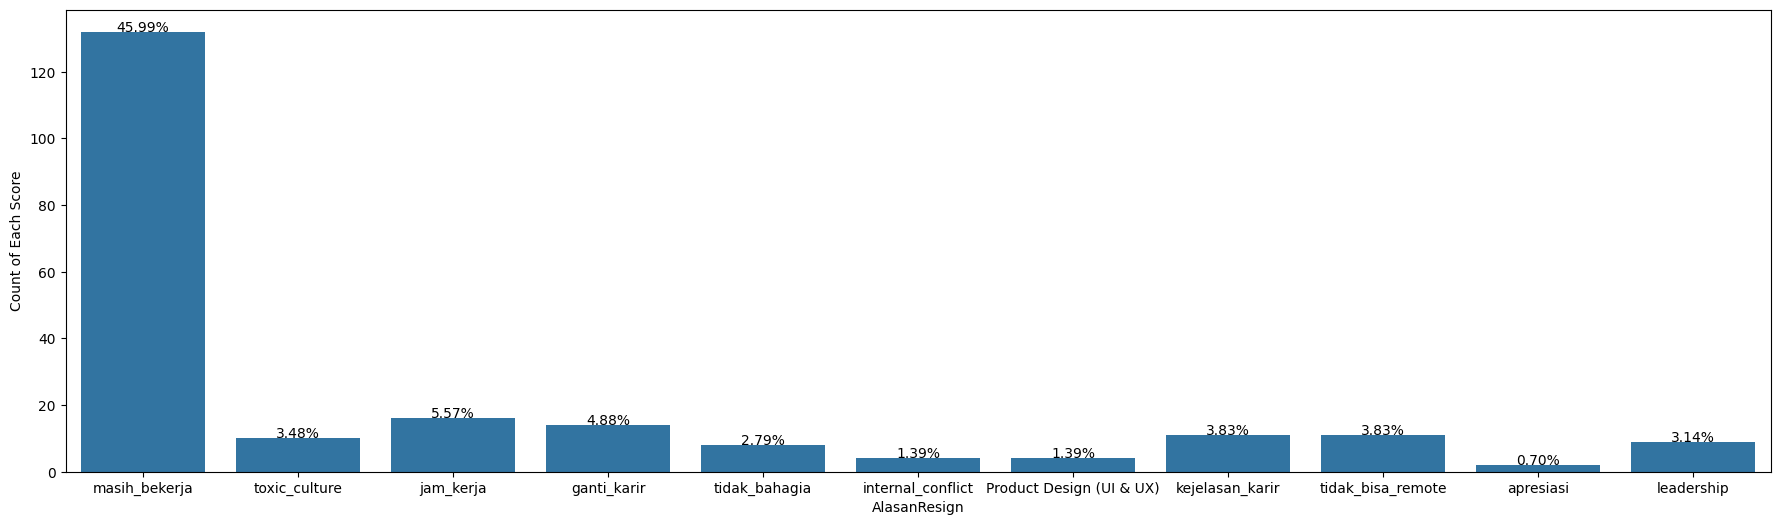 45.99%
120
100
80
60
40
20
0
Count of Each Score
3.48%
5.57%
4.88%
2.79%
1.39%
1.39%
3.83%
3.83%
0.70%
3.14%
masih_bekerja
toxic_culture
jam_kerja
ganti_karir
tidak_bahagia
internal_conflict
Product Design (UI & UX)
kejelasan_karir
tidak_bisa_remote
apresiasi
leadership
AlasanResign